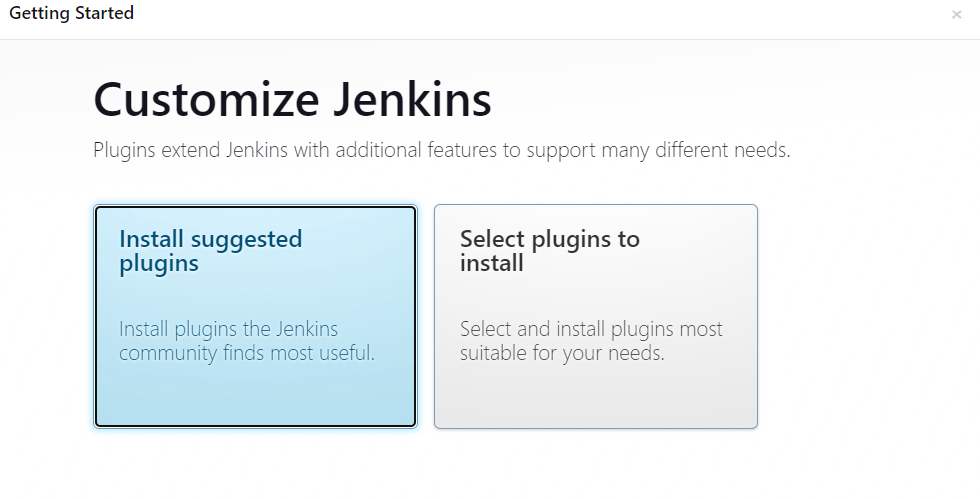 Getting Started
×
Customize Jenkins
Plugins extend Jenkins with additional features to support many different needs.
Install suggested
plugins
Install plugins the Jenkins
community finds most useful.
Select plugins to
install
Select and install plugins most
suitable for your needs.